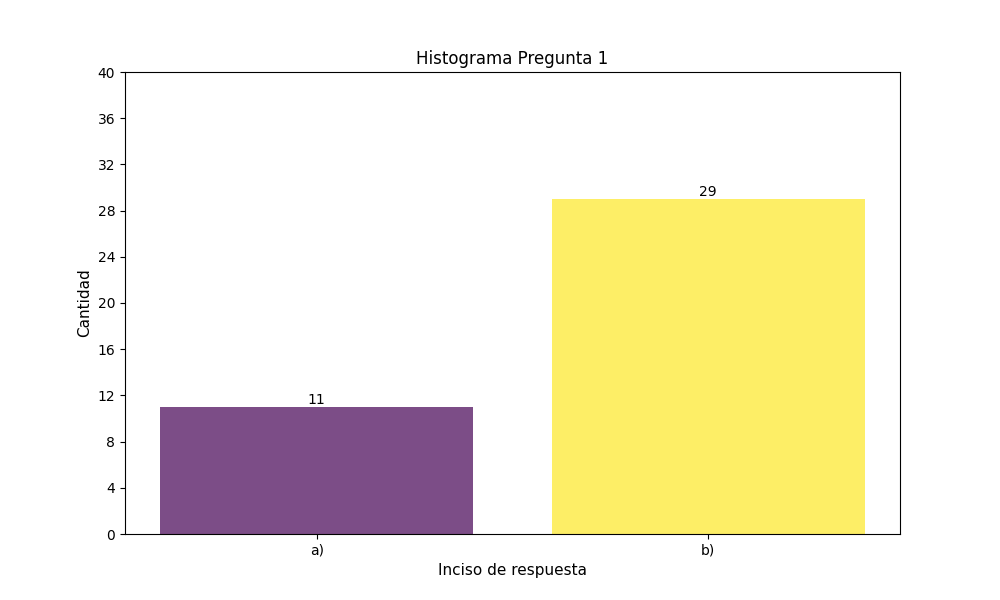 Histograma Pregunta 1
40
36
32
28
24
20
16
12
8
4
0
Cantidad
11
29
a)
b)
Inciso de respuesta